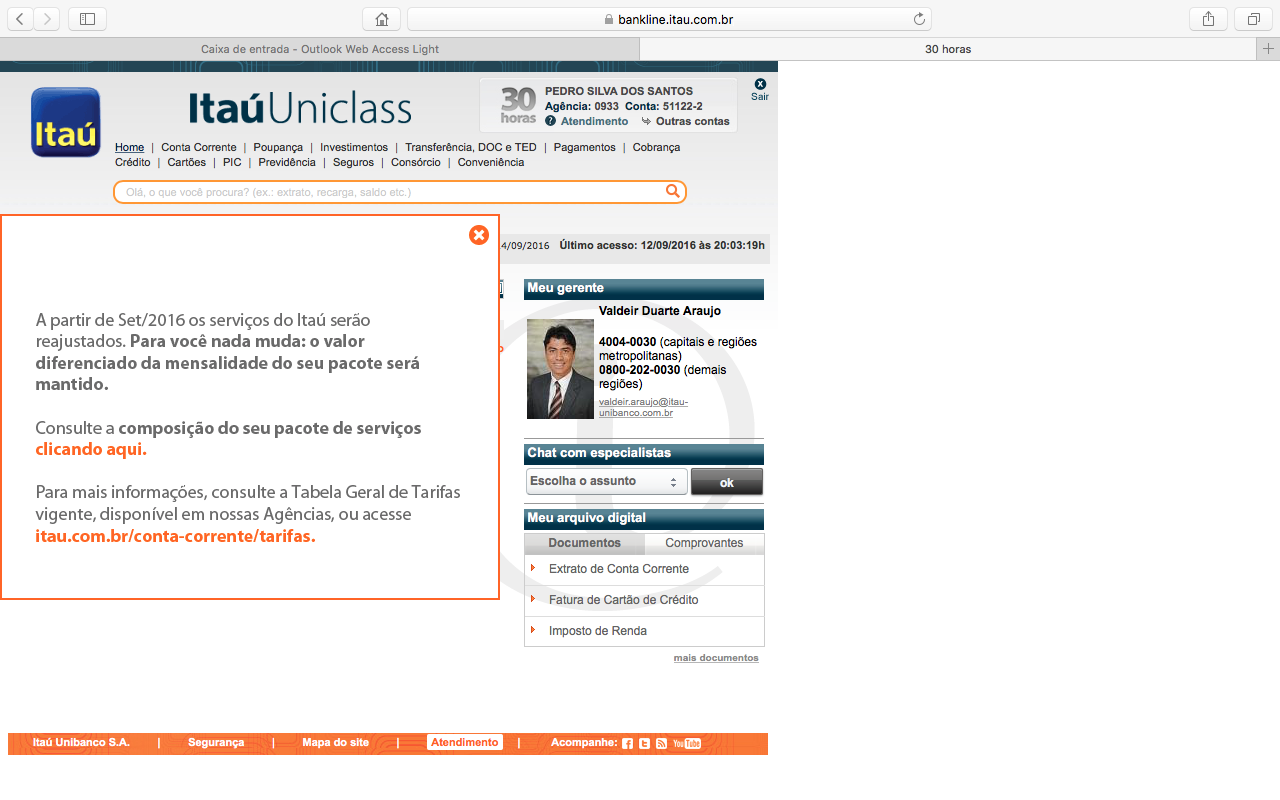 bankline.itau.com.br
Caixa de entrada - Outlook Web Access Light
30 horas
Itaú
ItaúUniclass
30 horas
PEDRO SILVA DOS SANTOS
Agência: 0933 Conta: 51122-2
? Atendimento Outras contas
X
Sair
Home | Conta Corrente | Poupança | Investimentos | Transferência, DOC e TED | Pagamentos | Cobrança
Crédito | Cartões | PIC | Previdência | Seguros | Consórcio | Conveniência
Olá, o que você procura? (ex.: extrato, recarga, saldo etc.)
4/09/2016 Último acesso: 12/09/2016 às 20:03:19h
A partir de Set/2016 os serviços do Itaú serão
reajustados. Para você nada muda: o valor
diferenciado da mensalidade do seu pacote será
mantido.
Consulte a composição do seu pacote de serviços
clicando aqui.
Para mais informações, consulte a Tabela Geral de Tarifas
vigente, disponível em nossas Agências, ou acesse
itau.com.br/conta-corrente/tarifas.
Meu gerente
Valdeir Duarte Araujo
4004-0030 (capitais e regiões
metropolitanas)
0800-202-0030 (demais
regiões)
valdeir.araujo@itau-
unibanco.com.br
Chat com especialistas
Escolha o assunto
ok
Meu arquivo digital
Documentos Comprovantes
Extrato de Conta Corrente
Fatura de Cartão de Crédito
Imposto de Renda
mais documentos
Itaú Unibanco S.A. | Segurança | Mapa do site | Atendimento | Acompanhe: YouTube